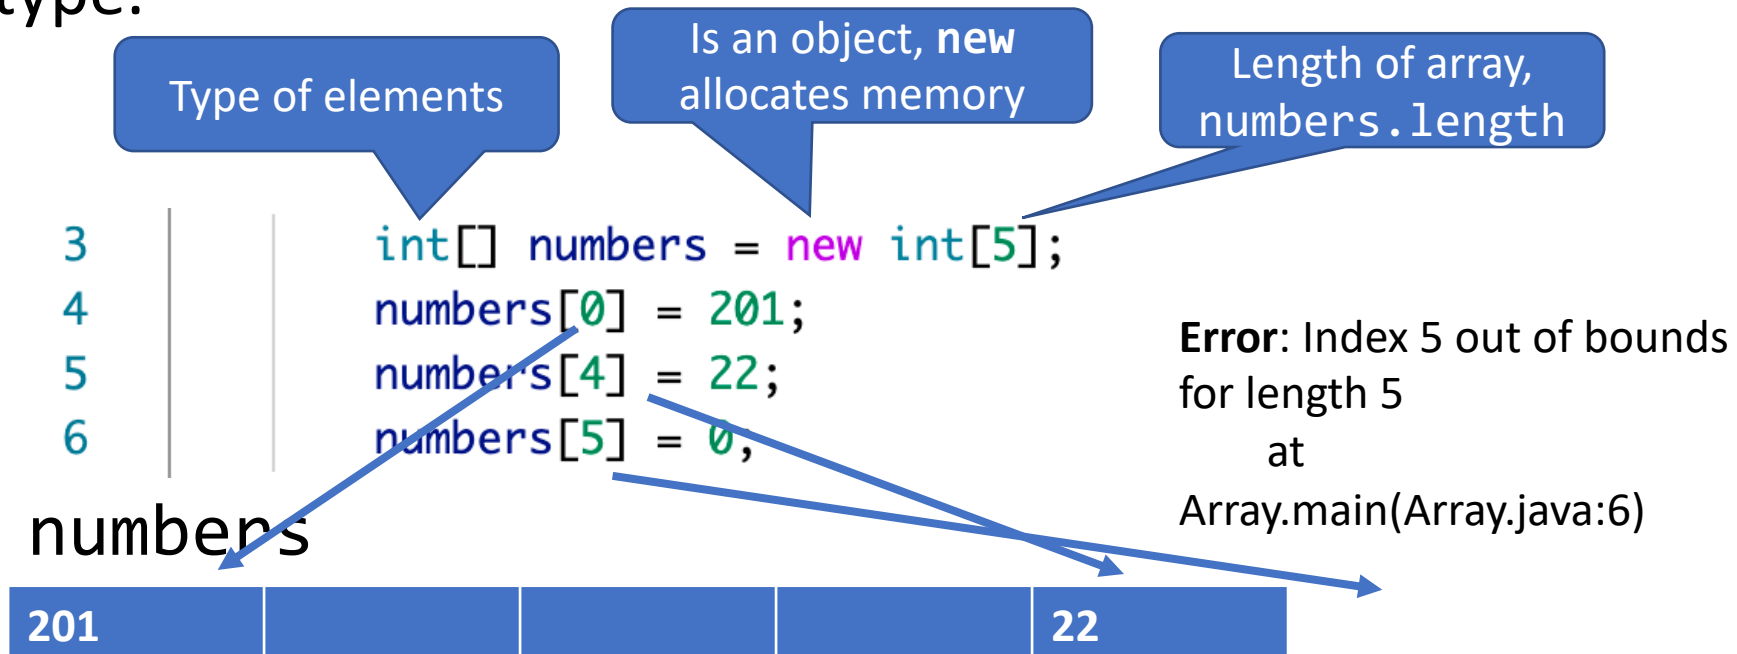 type:
Type of elements
Is an object, new
allocates memory
Length of array,
numbers.length
3 int[] numbers = new int[5];
4 numbers[0] = 201;
5 numbers[4] = 22;
6 numbers[5] = 0;
Error: Index 5 out of bounds
for length 5
at
Array.main(Array.java:6)
numbers
201 22